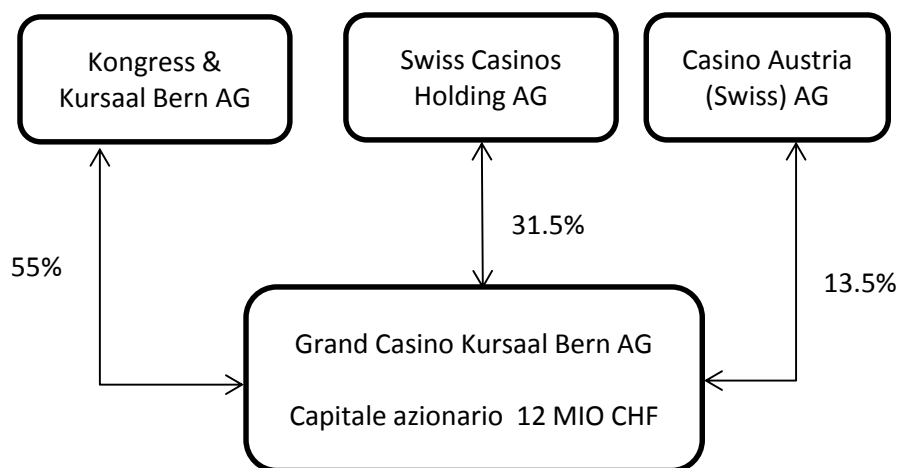 Kongress &
Kursaal Bern AG
Swiss Casinos
Holding AG
Casino Austria
(Swiss) AG
55%
31.5%
13.5%
Grand Casino Kursaal Bern AG
Capitale azionario  12 MIO CHF